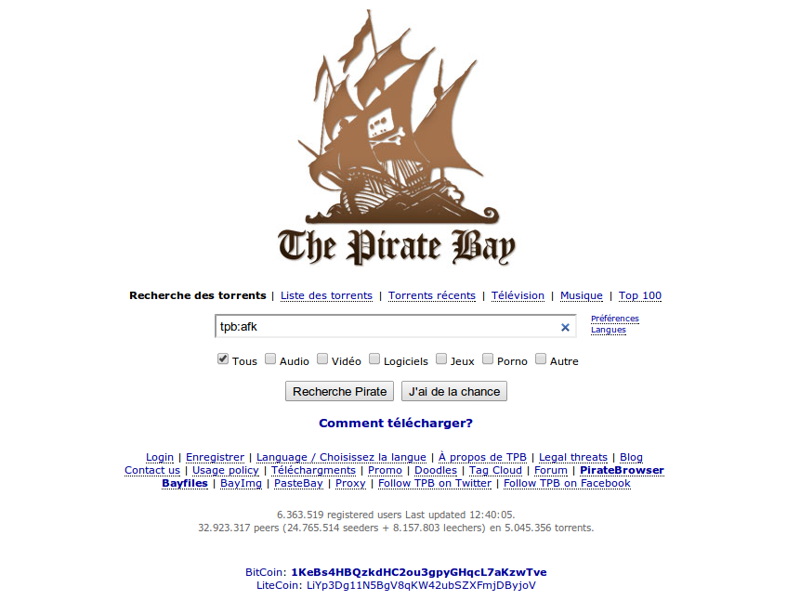 The Pirate Bay
Recherche des torrents | Liste des torrents | Torrents récents | Télévision | Musique | Top 100
tpb:afk
Préférences
Langues
Tous Audio Vidéo Logiciels Jeux Porno Autre
Recherche Pirate J'ai de la chance
Comment télécharger?
Login | Enregistrer | Language / Choisissez la langue | À propos de TPB | Legal threats | Blog
Contact us | Usage policy | Téléchargments | Promo | Doodles | Tag Cloud | Forum | PirateBrowser
Bayfiles | BayImg | PasteBay | Proxy | Follow TPB on Twitter | Follow TPB on Facebook
6.363.519 registered users Last updated 12:40:05.
32.923.317 peers (24.765.514 seeders + 8.157.803 leechers) en 5.045.356 torrents.
BitCoin: 1KeBs4HBQzkdHC2ou3gpyGHqcL7aKzwTve
LiteCoin: LiYp3Dg11N5BgV8qKW42ubSZXFmjDByjoV